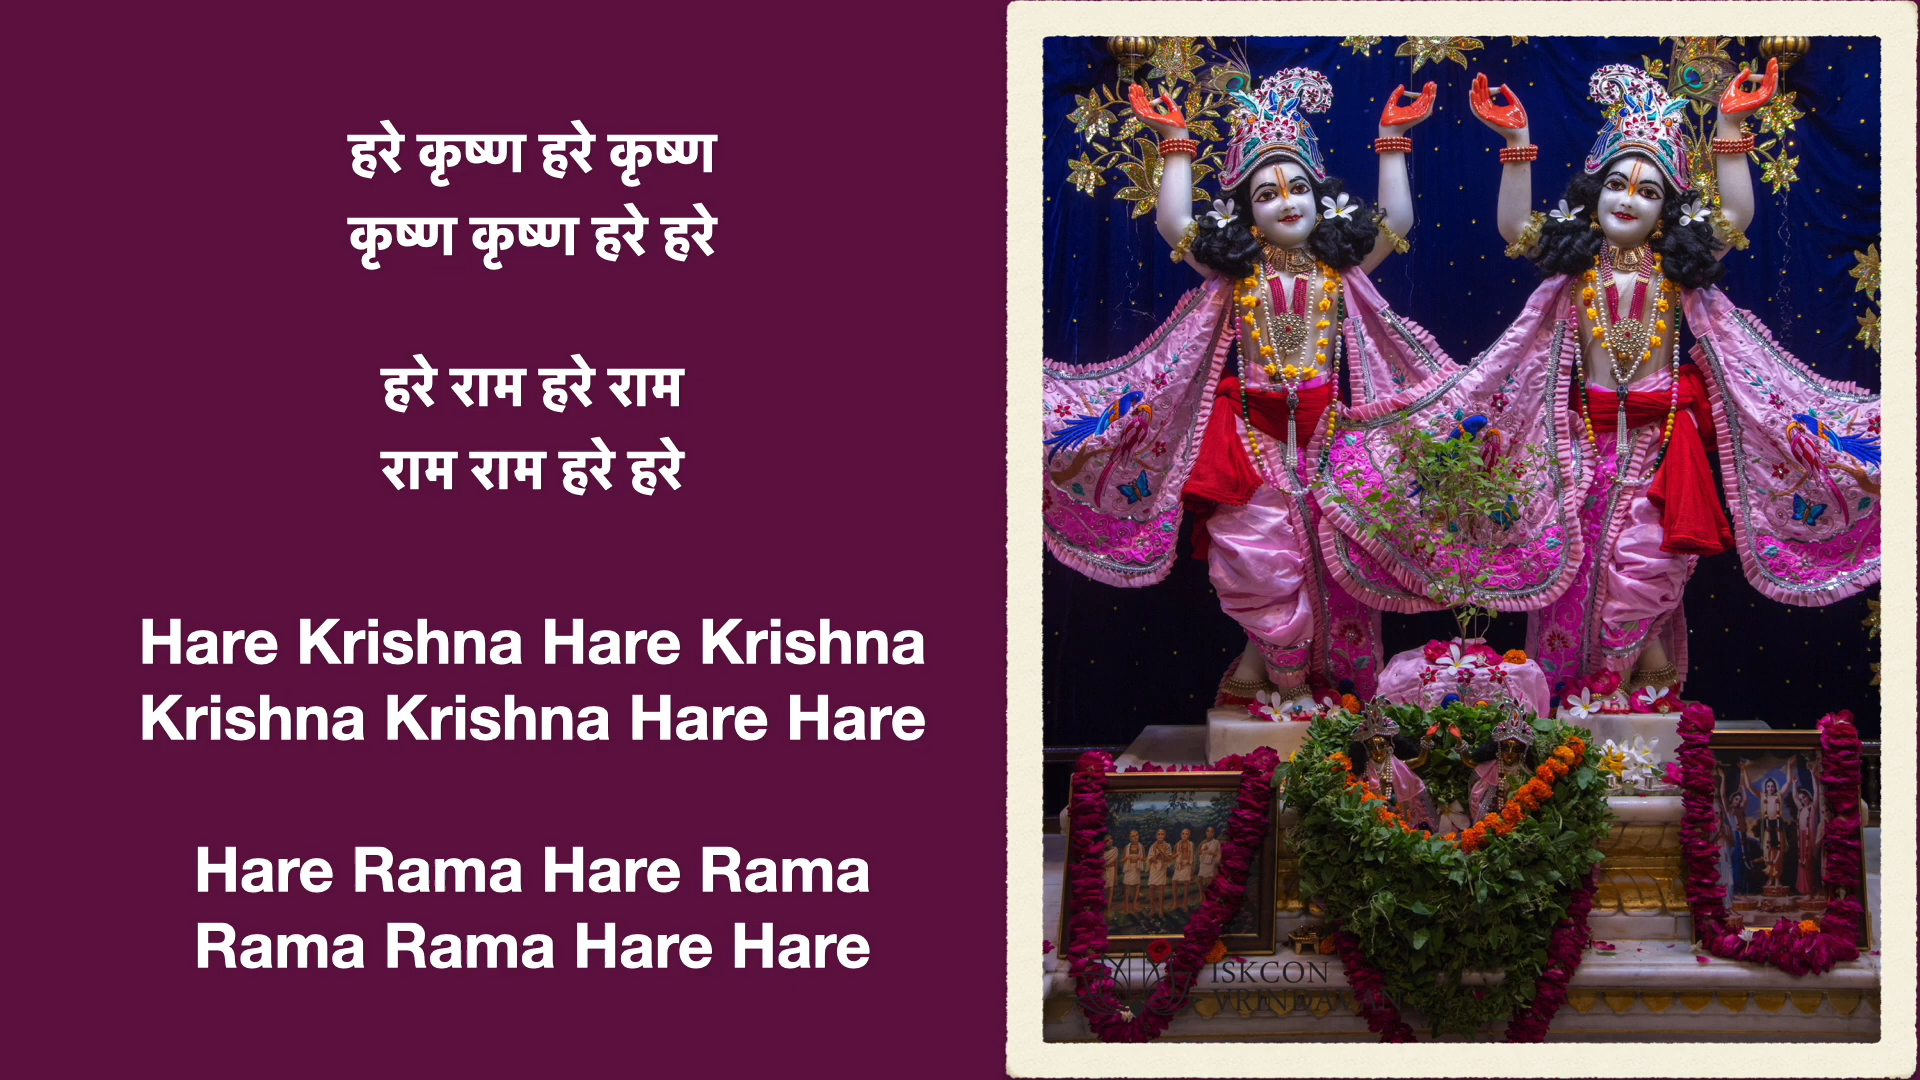 हरे कृष्ण हरे कृष्ण
कृष्ण कृष्ण हरे हरे
हरे राम हरे राम
राम राम हरे हरे
Hare Krishna Hare Krishna
Krishna Krishna Hare Hare
Hare Rama Hare Rama
Rama Rama Hare Hare
ISKCON
VRINDAVAN